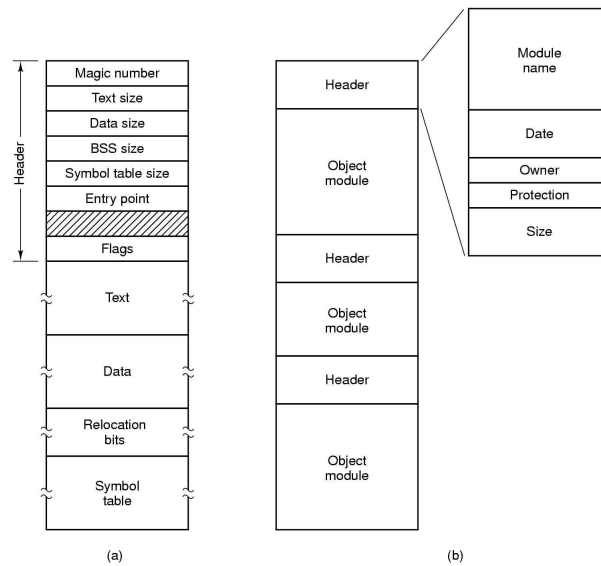 Header
Magic number
Text size
Data size
BSS size
Symbol table size
Entry point
Flags
Text
Data
Relocation
bits
Symbol
table
(a)
Header
Object
module
Header
Object
module
Header
Object
module
Module
name
Date
Owner
Protection
Size
(b)